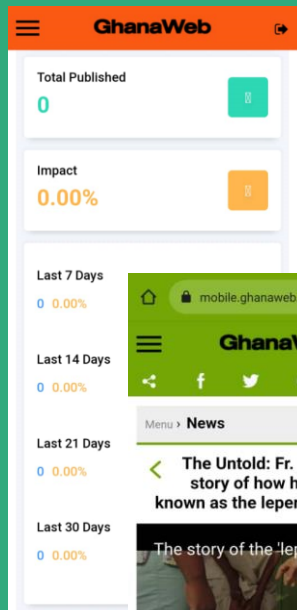 GhanaWeb
Total Published
0
Impact
0.00%
Last 7 Days
0 0.00%
Last 14 Days
0 0.00%
Last 21 Days
0 0.00%
Last 30 Days
0 0.00%
mobile.ghanaweb
GhanaW
Menu › News
The Untold: Fr.
story of how h
known as the leper
The story of the 'lep